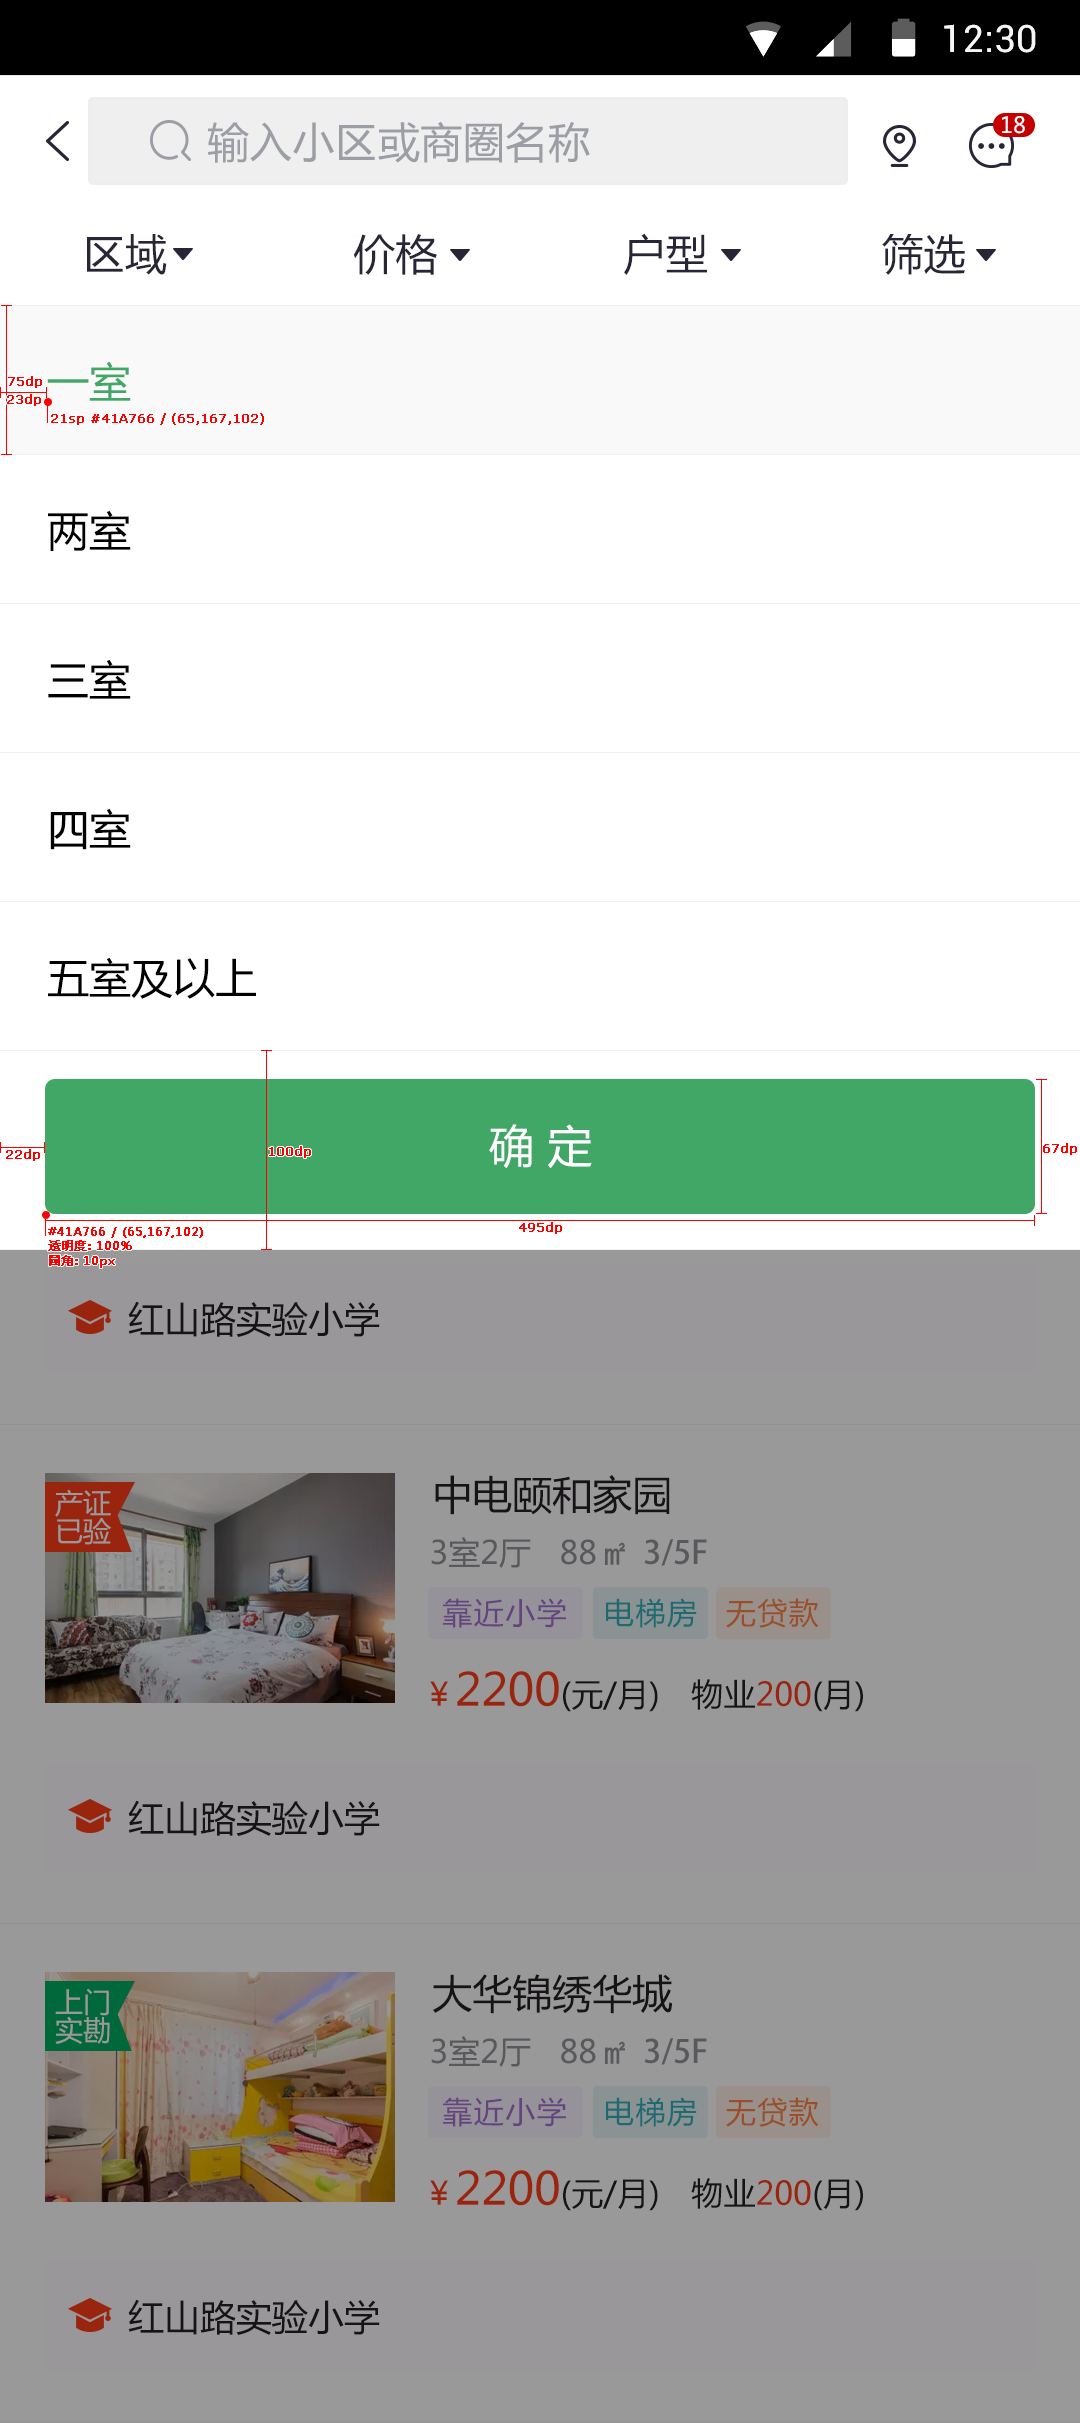 12:30
输入小区或商圈名称
18
区域 价格 户型 筛选
一室
75dp
23dp
21sp #41A766 / (65,167,102)
两室
三室
四室
五室及以上
确 定
22dp
100dp
67dp
495dp
#41A766 / (65,167,102)
透明度: 100%
圆角: 10px
红山路实验小学
产证
已验
中电颐和家园
3室2厅 88㎡ 3/5F
靠近小学 电梯房 无贷款
¥2200(元/月) 物业200(月)
红山路实验小学
上门
实勘
大华锦绣华城
3室2厅 88㎡ 3/5F
靠近小学 电梯房 无贷款
¥2200(元/月) 物业200(月)
红山路实验小学